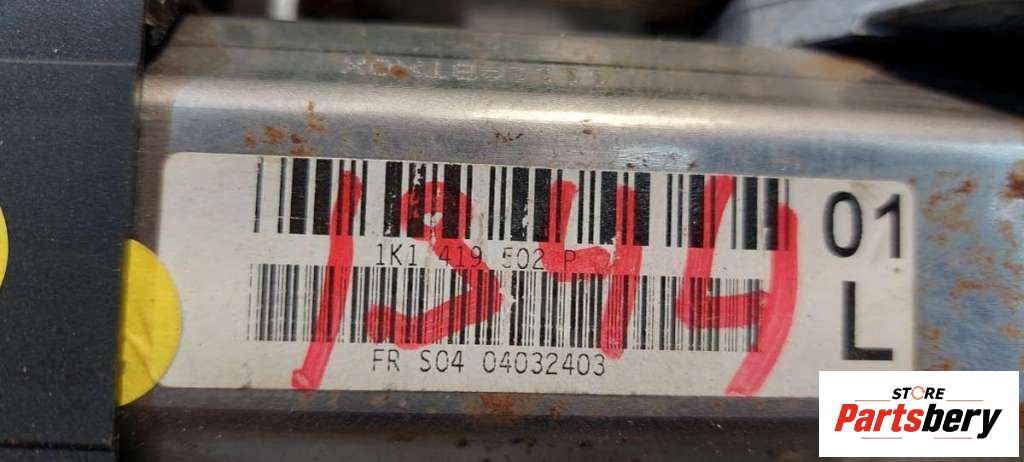 01
1K1 419 502 P
L
FR S04 04032403
1344
STORE
Partsbery